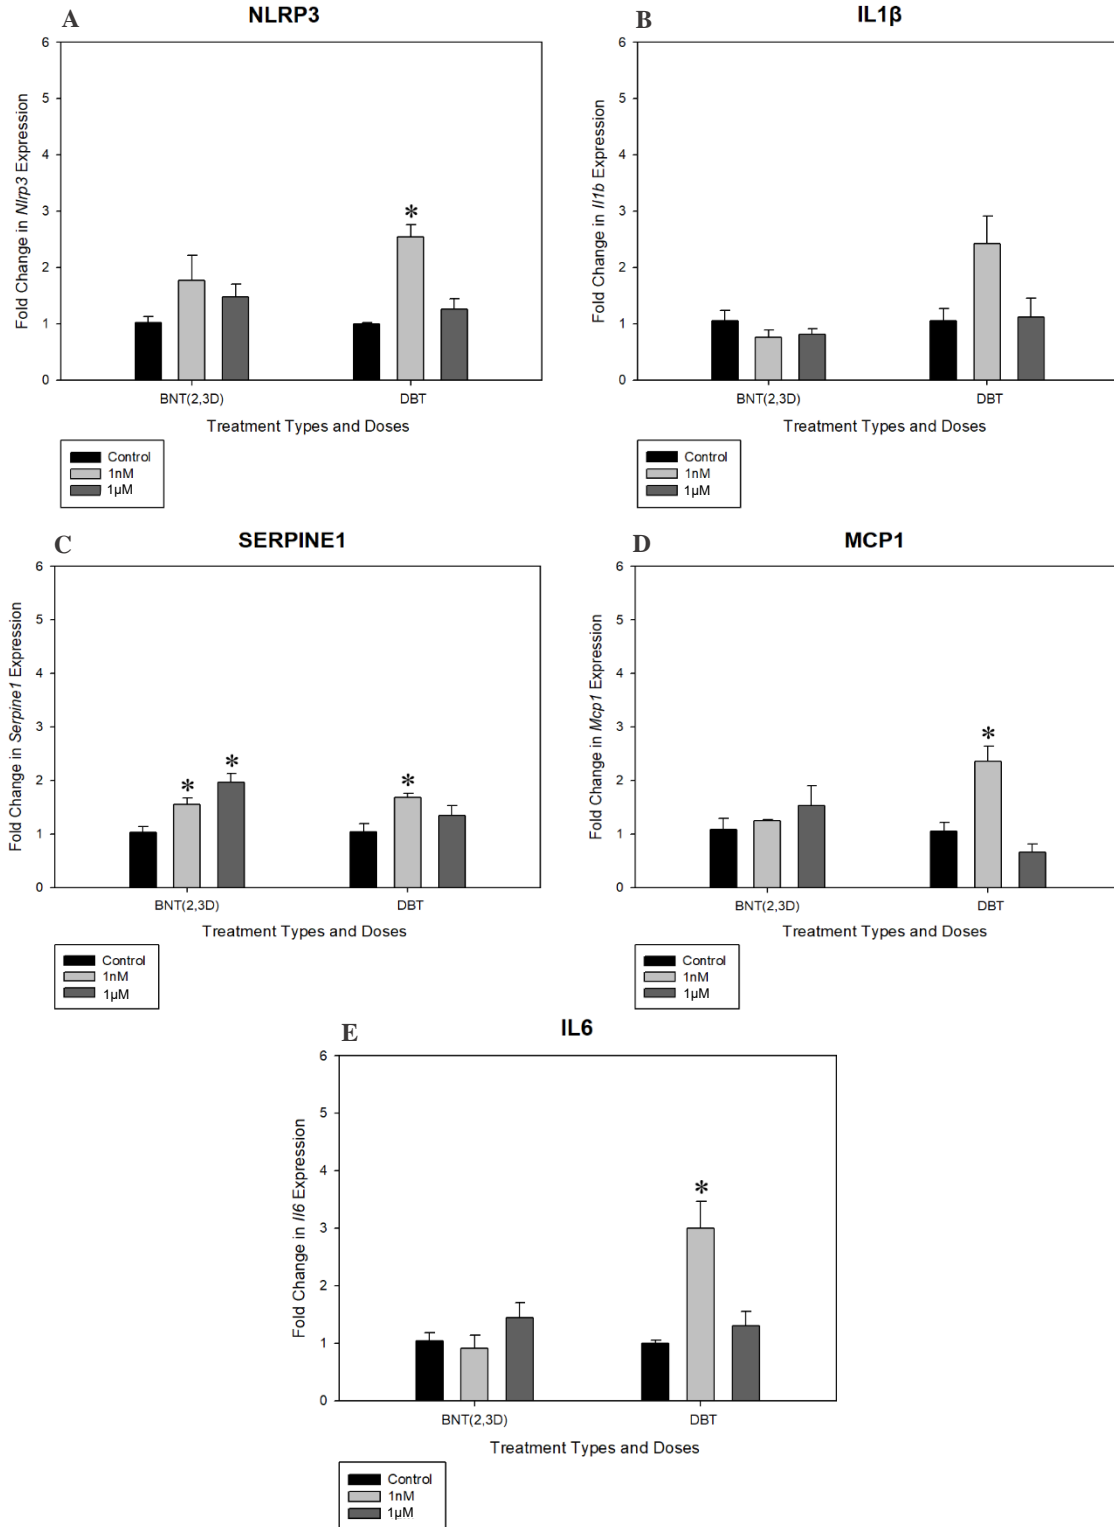 A
NLRP3
Fold Change in Nlrp3 Expression
6
5
4
3
2
1
0
*
BNT(2,3D)
DBT
Treatment Types and Doses
Control
1nM
1µM
B
IL1β
Fold Change in Il1b Expression
6
5
4
3
2
1
0
BNT(2,3D)
DBT
Treatment Types and Doses
Control
1nM
1µM
C
SERPINE1
Fold Change in Serpine1 Expression
6
5
4
3
2
1
0
*
*
*
BNT(2,3D)
DBT
Treatment Types and Doses
Control
1nM
1µM
D
MCP1
Fold Change in Mcp1 Expression
6
5
4
3
2
1
0
*
BNT(2,3D)
DBT
Treatment Types and Doses
Control
1nM
1µM
E
IL6
Fold Change in Il6 Expression
6
5
4
3
2
1
0
*
BNT(2,3D)
DBT
Treatment Types and Doses
Control
1nM
1µM